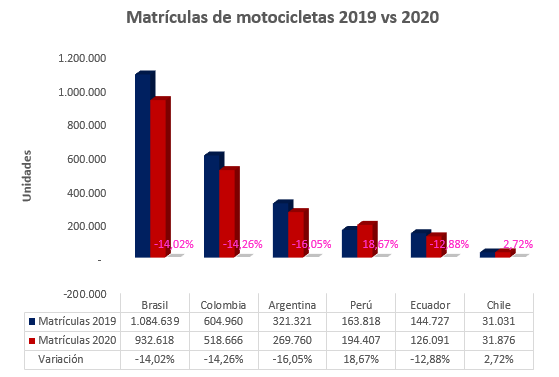 Matrículas de motocicletas 2019 vs 2020
Unidades
1.200.000
1.000.000
800.000
600.000
400.000
200.000
-
-200.000
-14,02% -14,26% -16,05% 18,67% -12,88% 2,72%
Brasil Colombia Argentina Perú Ecuador Chile
Matrículas 2019 1.084.639 604.960 321.321 163.818 144.727 31.031
Matrículas 2020 932.618 518.666 269.760 194.407 126.091 31.876
Variación -14,02% -14,26% -16,05% 18,67% -12,88% 2,72%